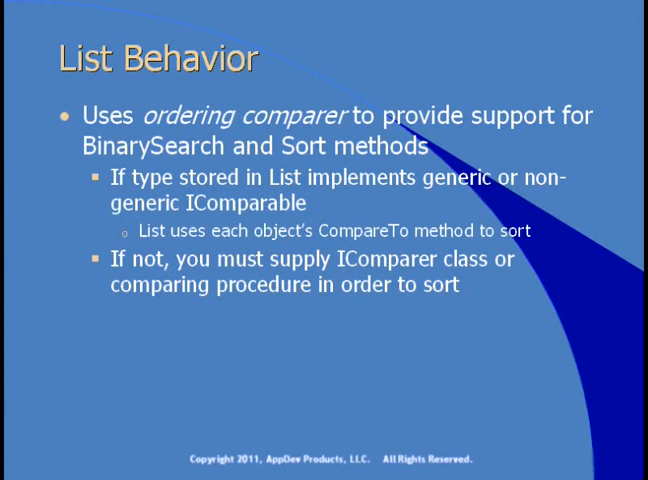 List Behavior
• Uses ordering comparer to provide support for
BinarySearch and Sort methods
▪ If type stored in List implements generic or non-
generic IComparable
o List uses each object's CompareTo method to sort
▪ If not, you must supply IComparer class or
comparing procedure in order to sort
Copyright 2011, AppDev Products, LLC. All Rights Reserved.